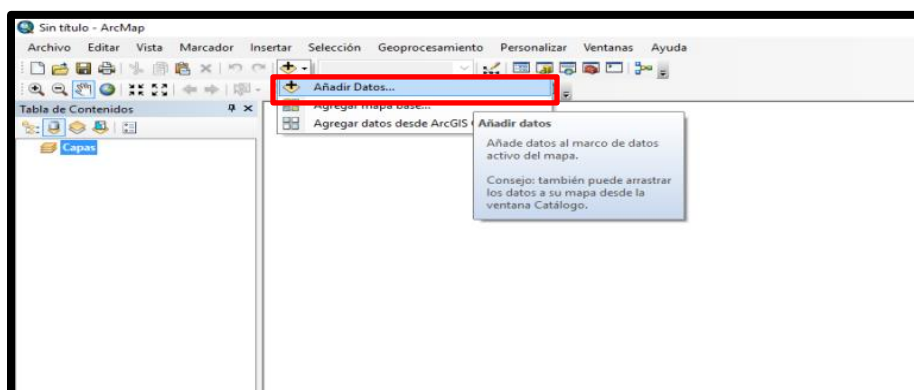 Sin título - ArcMap
Archivo Editar Vista Marcador Insertar Selección Geoprocesamiento Personalizar Ventanas Ayuda
Añadir Datos...
Tabla de Contenidos
Agregar mapa base...
Agregar datos desde ArcGIS
Añadir datos
Capas
Añade datos al marco de datos
activo del mapa.
Consejo: también puede arrastrar
los datos a su mapa desde la
ventana Catálogo.